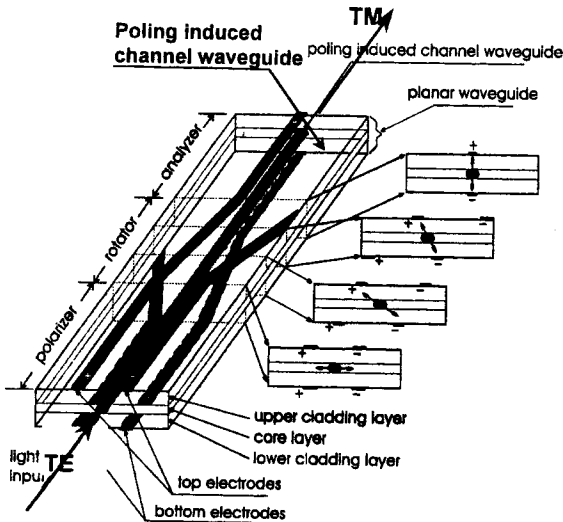 TM
Poling induced
channel waveguide
poling induced channel waveguide
planar waveguide
analyzer
rotator
polarizer
+
−
+ −
+ −
+ −
+ −
+ −
+ −
upper cladding layer
core layer
lower cladding layer
light TE
input
top electrodes
bottom electrodes